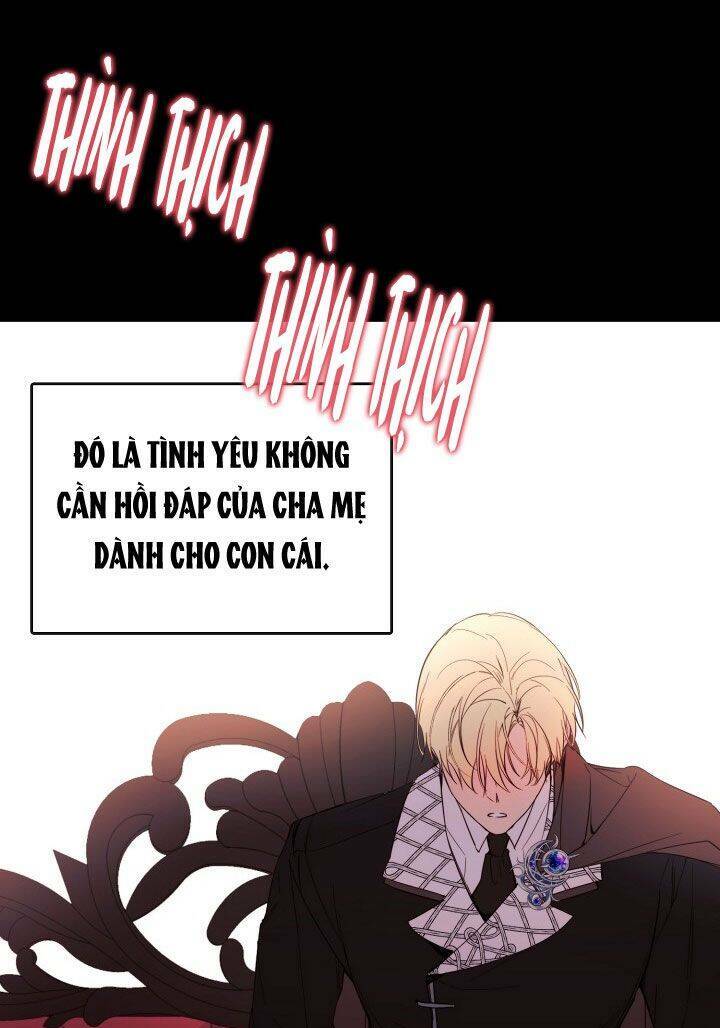 THÌNH THỊCH
THÌNH THỊCH
ĐÓ LÀ TÌNH YÊU KHÔNG
CẦN HỒI ĐÁP CỦA CHA MẸ
DÀNH CHO CON CÁI.